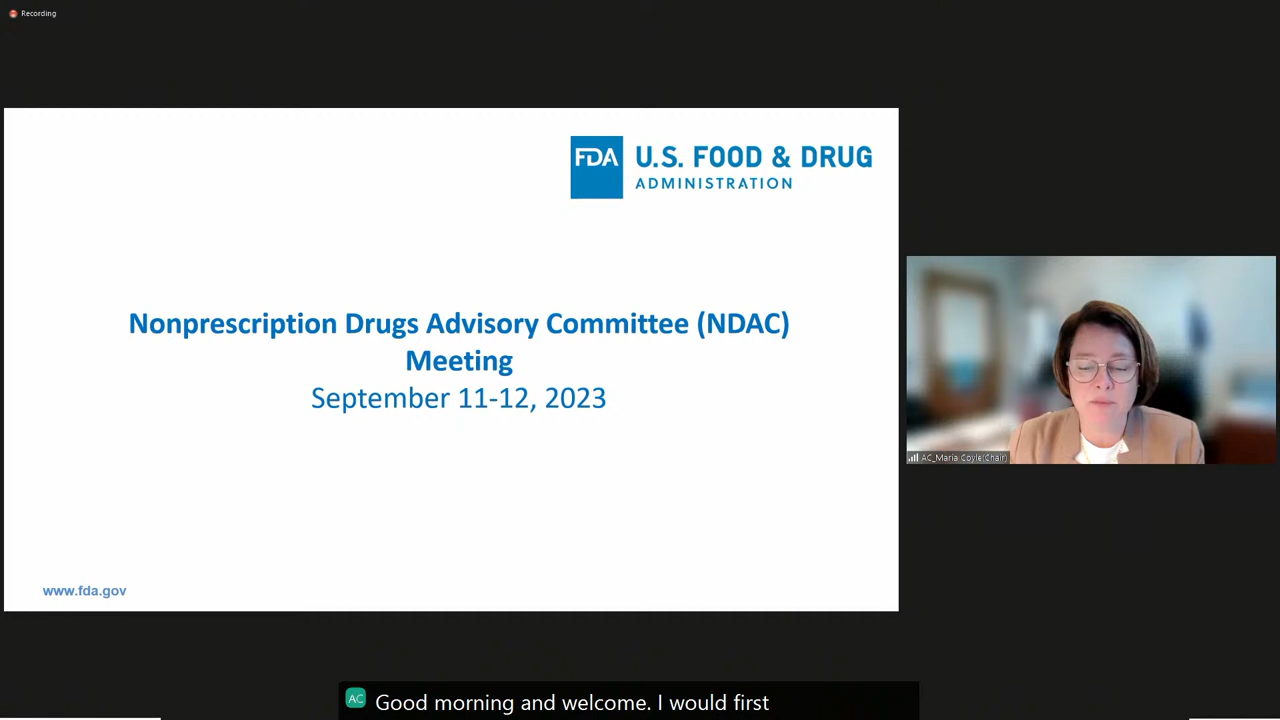 Recording
FDA
U.S. FOOD & DRUG
ADMINISTRATION
Nonprescription Drugs Advisory Committee (NDAC)
Meeting
September 11-12, 2023
www.fda.gov
AC_Maria Coyle(Chair)
AC
Good morning and welcome. I would first